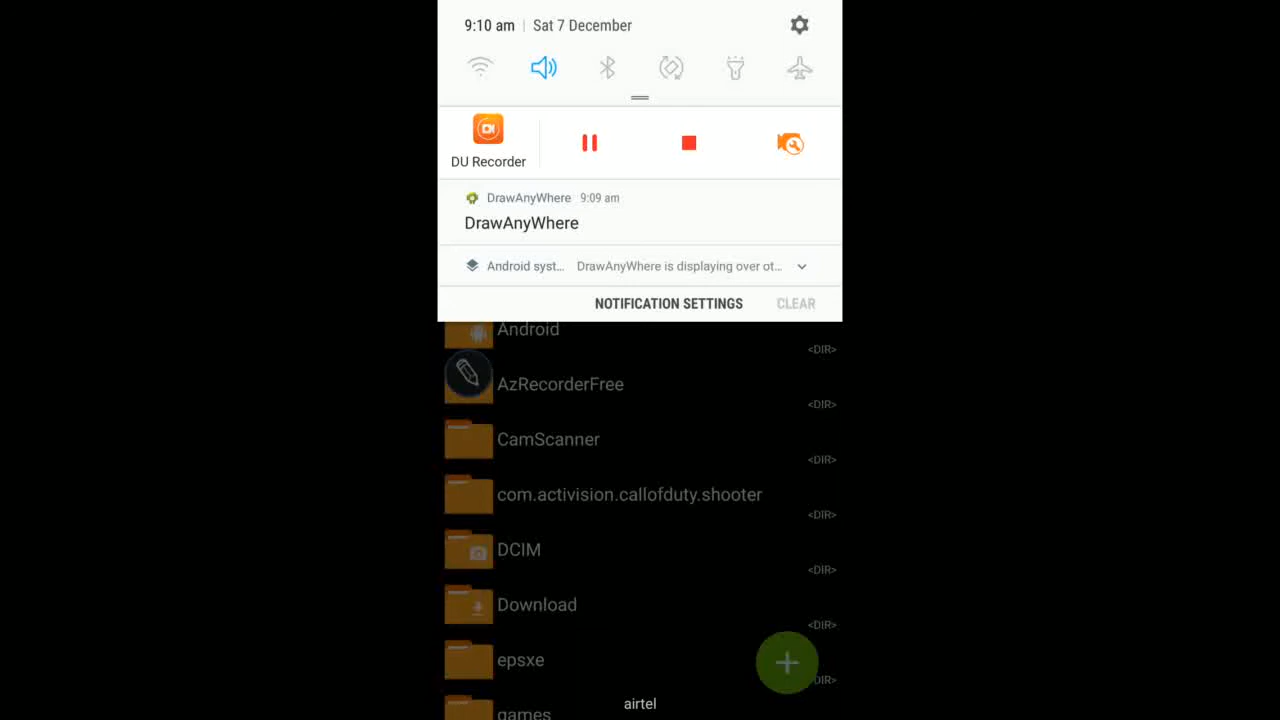 9:10 am | Sat 7 December
DU Recorder
DrawAnyWhere 9:09 am
DrawAnyWhere
Android syst... DrawAnyWhere is displaying over ot...
NOTIFICATION SETTINGS CLEAR
Android
<DIR>
AzRecorderFree
<DIR>
CamScanner
<DIR>
com.activision.callofduty.shooter
<DIR>
DCIM
<DIR>
Download
<DIR>
epsxe
DIR>
games
airtel